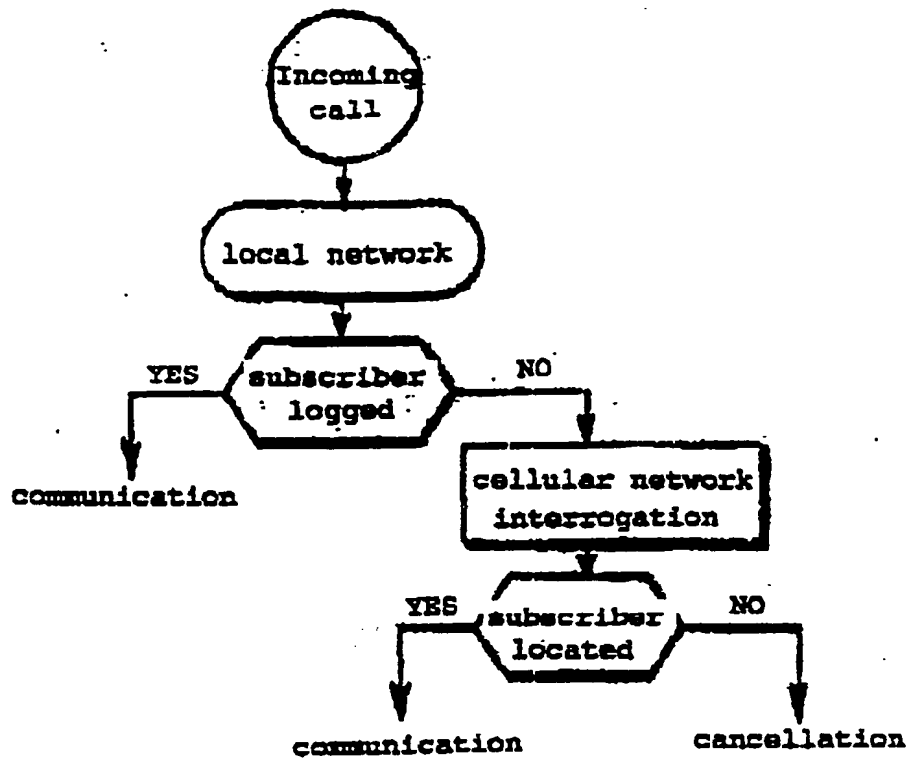 Incoming
call
local network
YES
subscriber
logged
NO
communication
cellular network
interrogation
YES
subscriber
located
NO
communication
cancellation